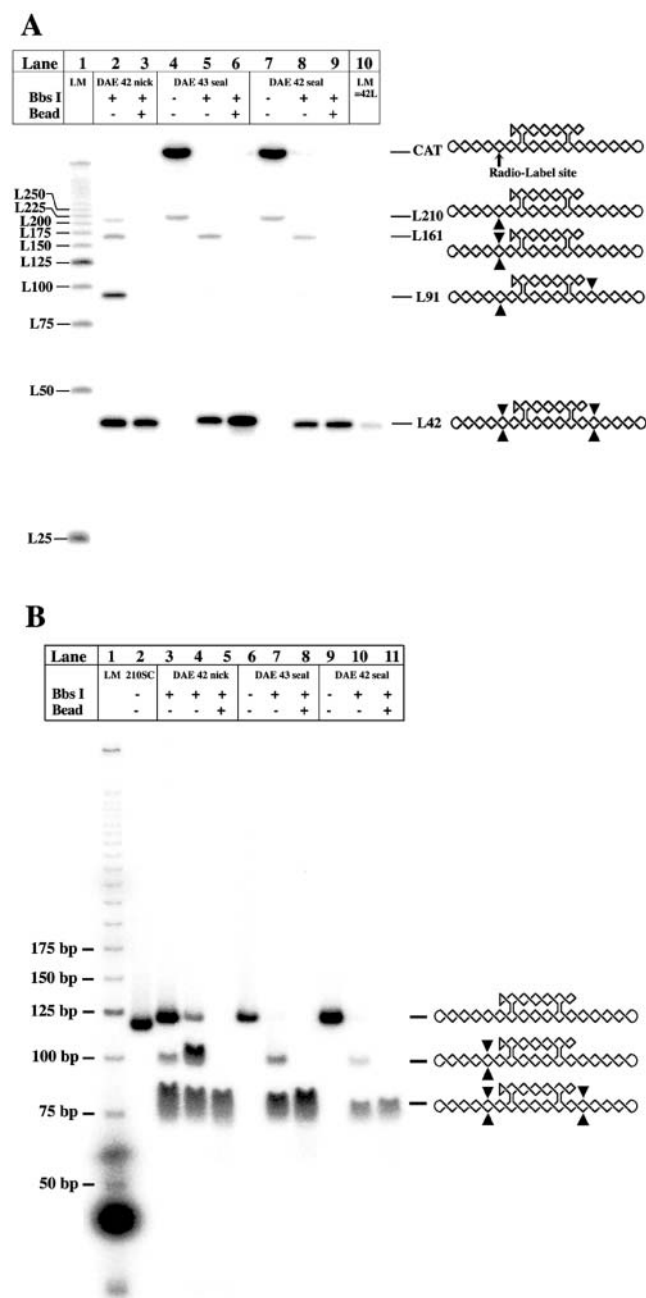 A
Lane 1 2 3 4 5 6 7 8 9 10
LM DAE 42 nick DAE 43 seal DAE 42 seal LM
=42L
Bbs I + + - + + - + +
Bead - + - - + - - +
CAT
Radio-Label site
L250
L225
L200
L175
L150
L125
L100
L75
L50
L25
L210
L161
L91
L42
B
Lane 1 2 3 4 5 6 7 8 9 10 11
LM 210SC DAE 42 nick DAE 43 seal DAE 42 seal
Bbs I - + + + - + + - + +
Bead - - - + - - + - - +
175 bp
150 bp
125 bp
100 bp
75 bp
50 bp